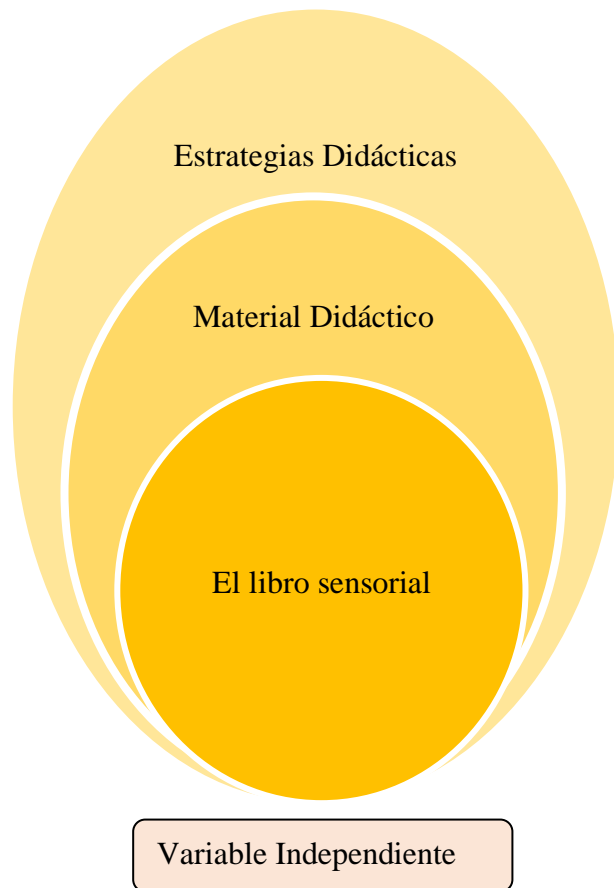 Estrategias Didácticas
Material Didáctico
El libro sensorial
Variable Independiente